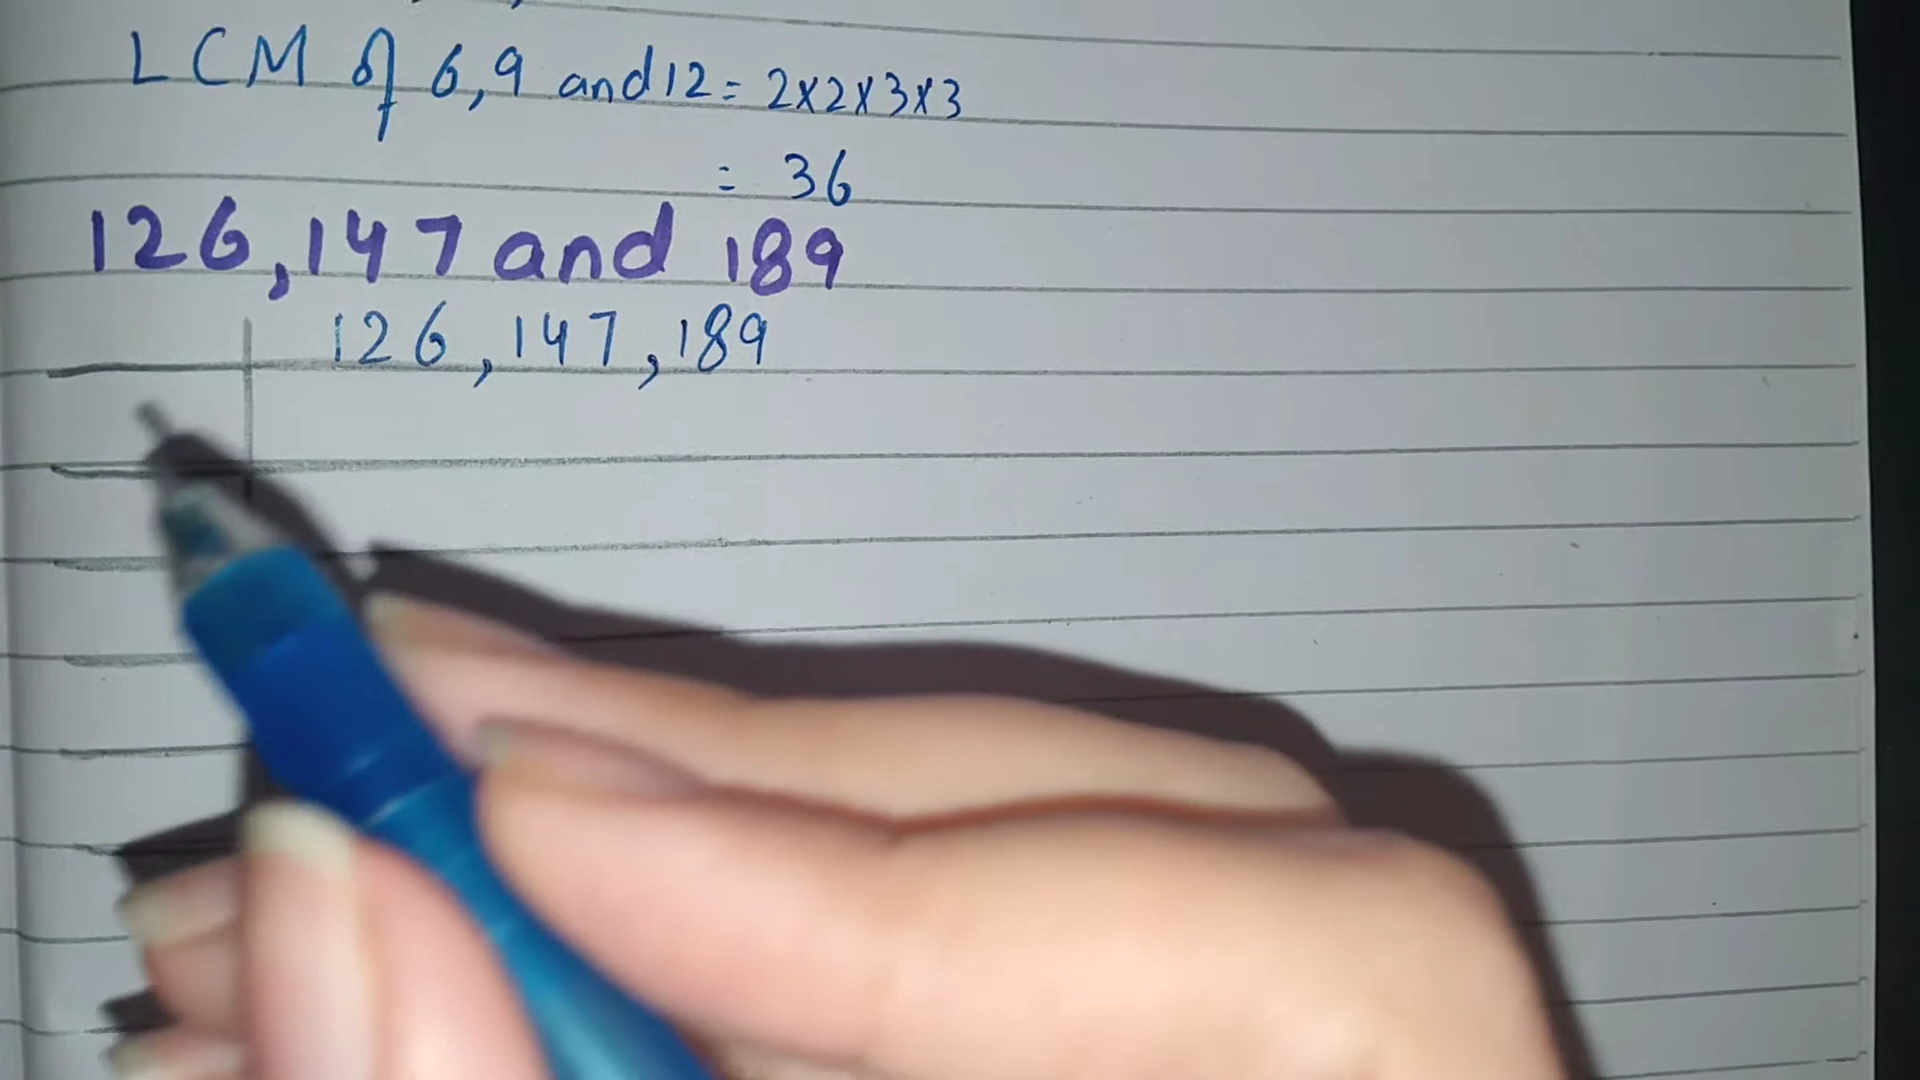 LCM of 6,9 and 12 = 2x2x3x3
= 36
126,147 and 189
126,147,189